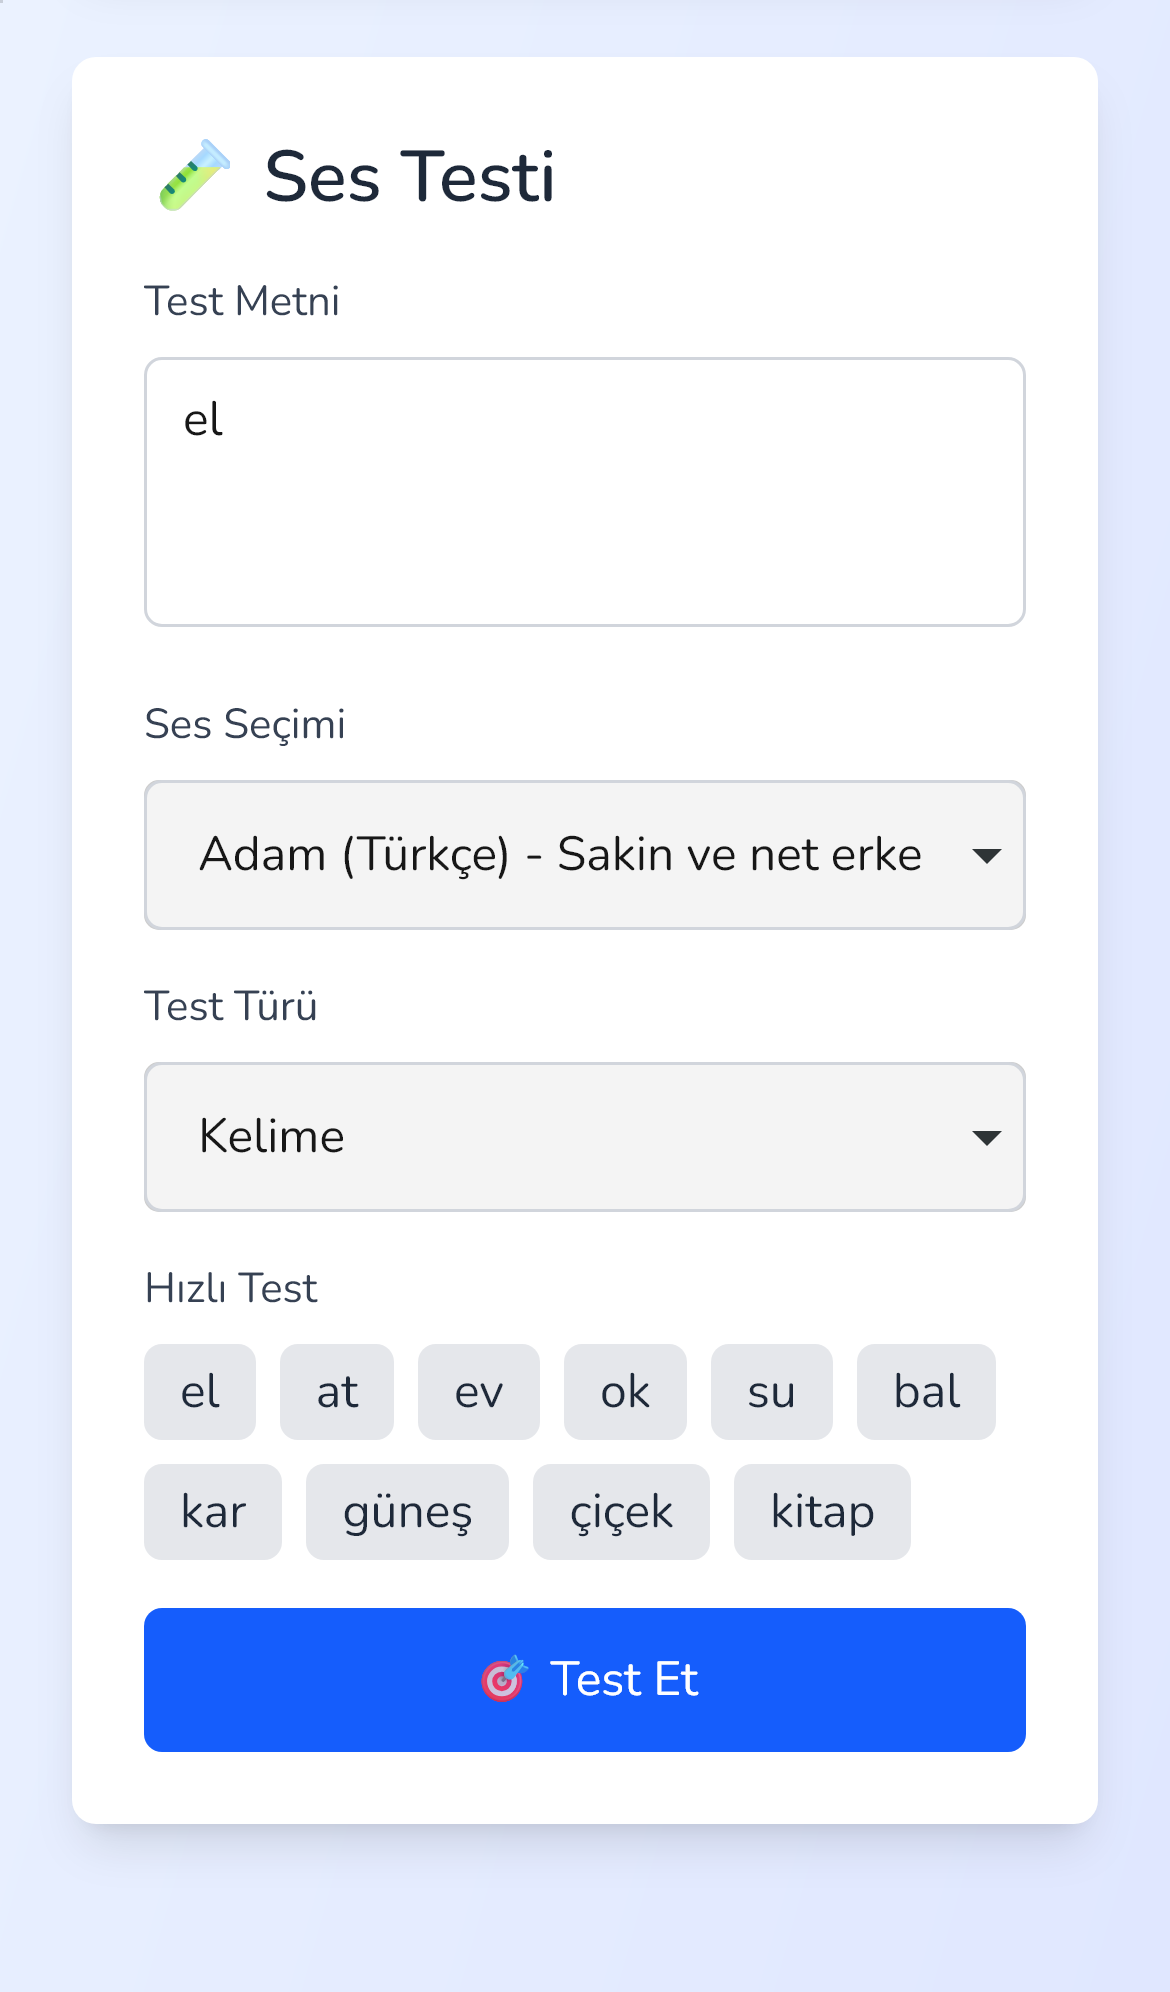 Ses Testi
Test Metni
el
Ses Seçimi
Adam (Türkçe) - Sakin ve net erke
Test Türü
Kelime
Hızlı Test
el at ev ok su bal
kar güneş çiçek kitap
Test Et